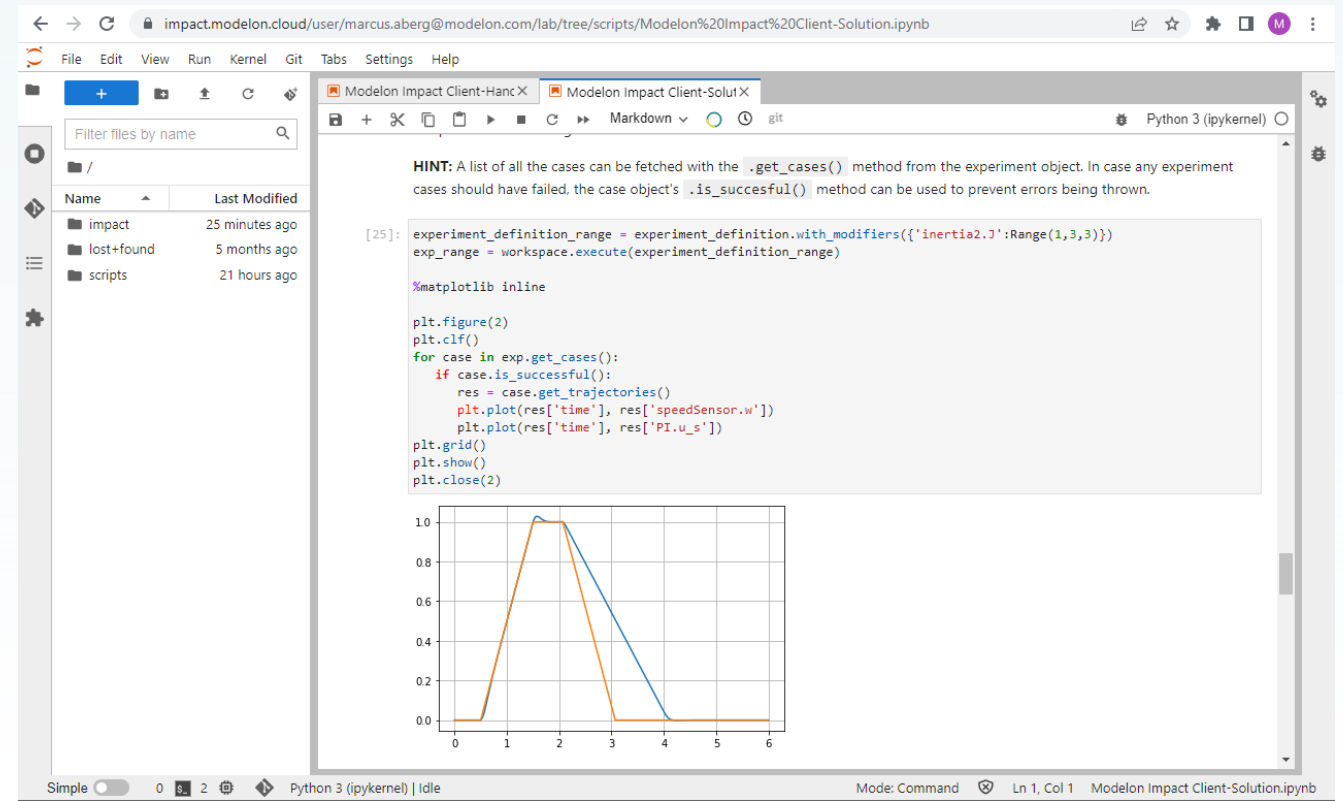 impact.modelon.cloud/user/marcus.aberg@modelon.com/lab/tree/scripts/Modelon%20Impact%20Client-Solution.ipynb
M
File Edit View Run Kernel Git Tabs Settings Help
+
Filter files by name
/
Name Last Modified
impact 25 minutes ago
lost+found 5 months ago
scripts 21 hours ago
Modelon Impact Client-Hanc
Modelon Impact Client-Solut
Markdown
git
Python 3 (ipykernel)
HINT: A list of all the cases can be fetched with the .get_cases() method from the experiment object. In case any experiment
cases should have failed, the case object's .is_succesful() method can be used to prevent errors being thrown.
[25]:
experiment_definition_range = experiment_definition.with_modifiers({'inertia2.J':Range(1,3,3)})
exp_range = workspace.execute(experiment_definition_range)
%matplotlib inline
plt.figure(2)
plt.clf()
for case in exp.get_cases():
if case.is_successful():
res = case.get_trajectories()
plt.plot(res['time'], res['speedSensor.w'])
plt.plot(res['time'], res['PI.u_s'])
plt.grid()
plt.show()
plt.close(2)
1.0
0.8
0.6
0.4
0.2
0.0
0 1 2 3 4 5 6
Simple 0 $_ 2 Python 3 (ipykernel) | Idle Mode: Command Ln 1, Col 1 Modelon Impact Client-Solution.ipynb